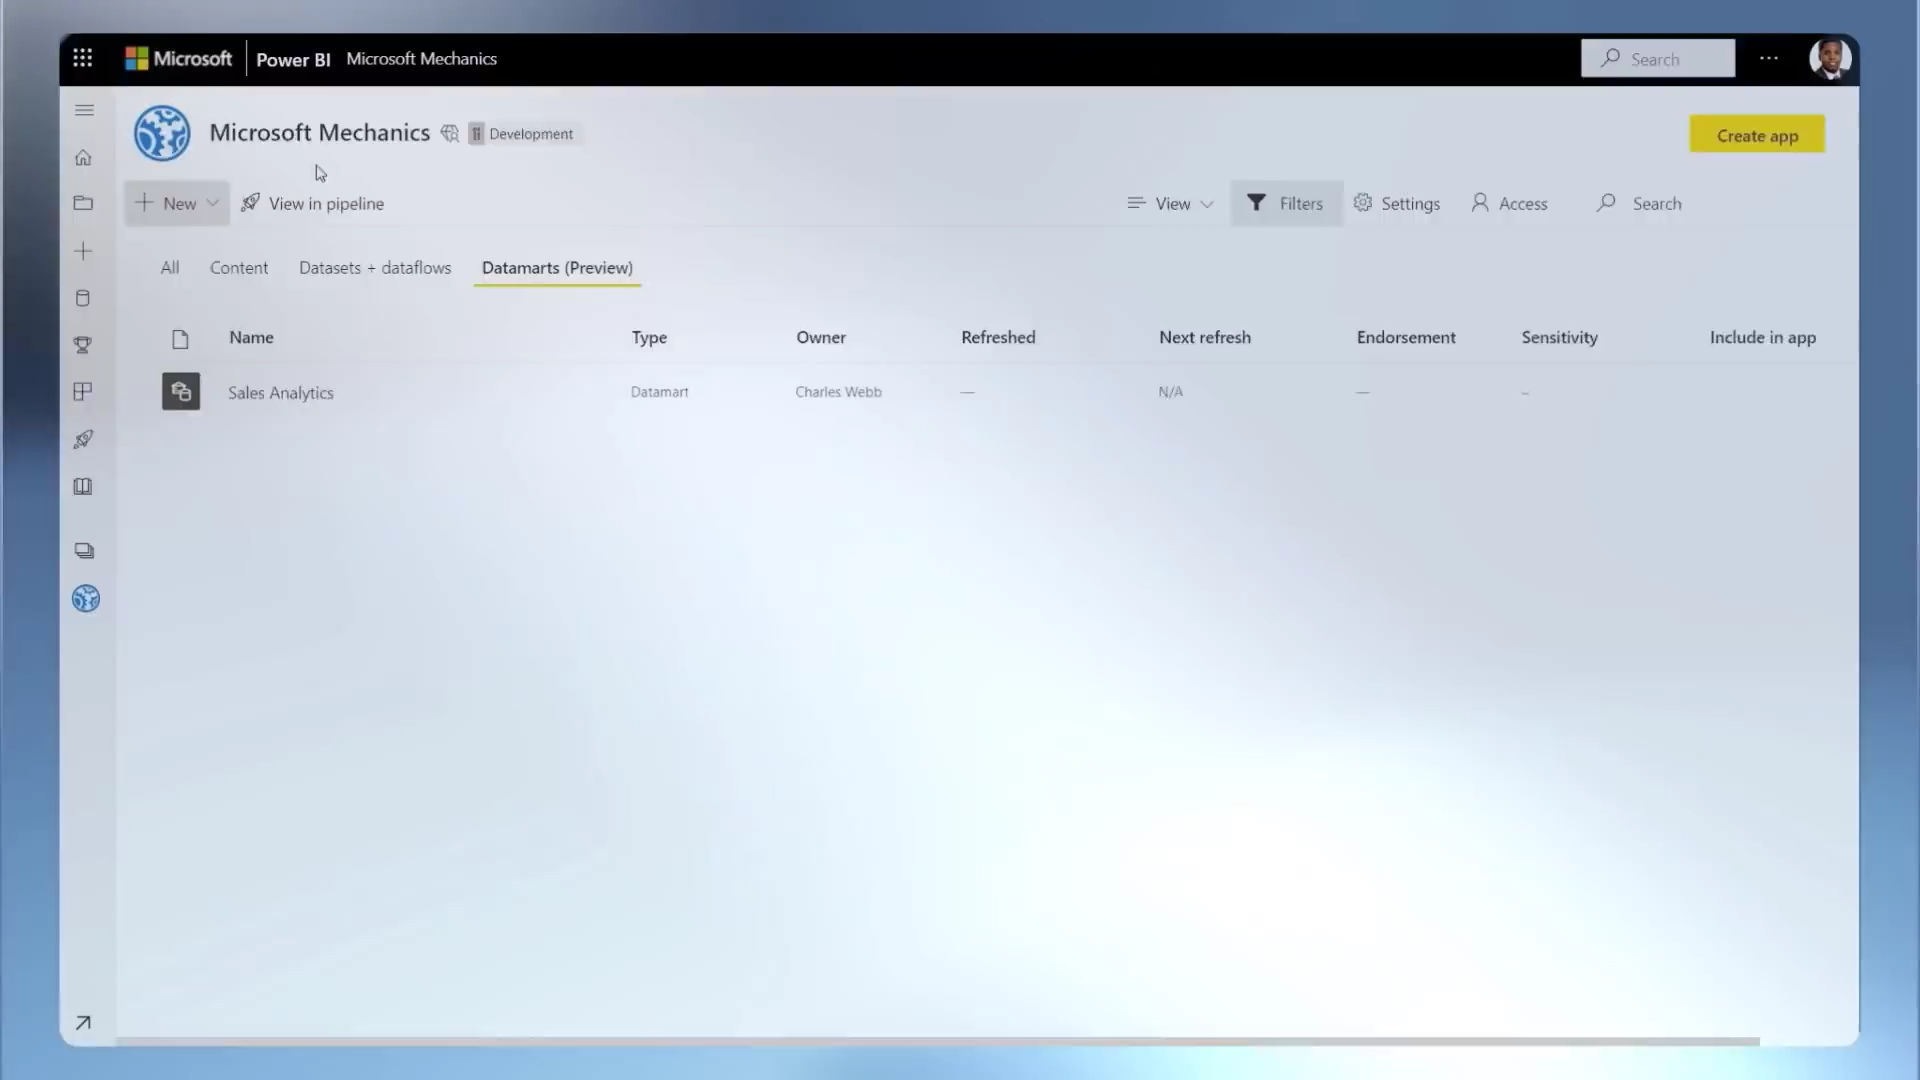 Microsoft Power BI Microsoft Mechanics Search
Microsoft Mechanics Development Create app
New View in pipeline View Filters Settings Access Search
All Content Datasets + dataflows Datamarts (Preview)
Name Type Owner Refreshed Next refresh Endorsement Sensitivity Include in app
Sales Analytics Datamart Charles Webb — N/A — –